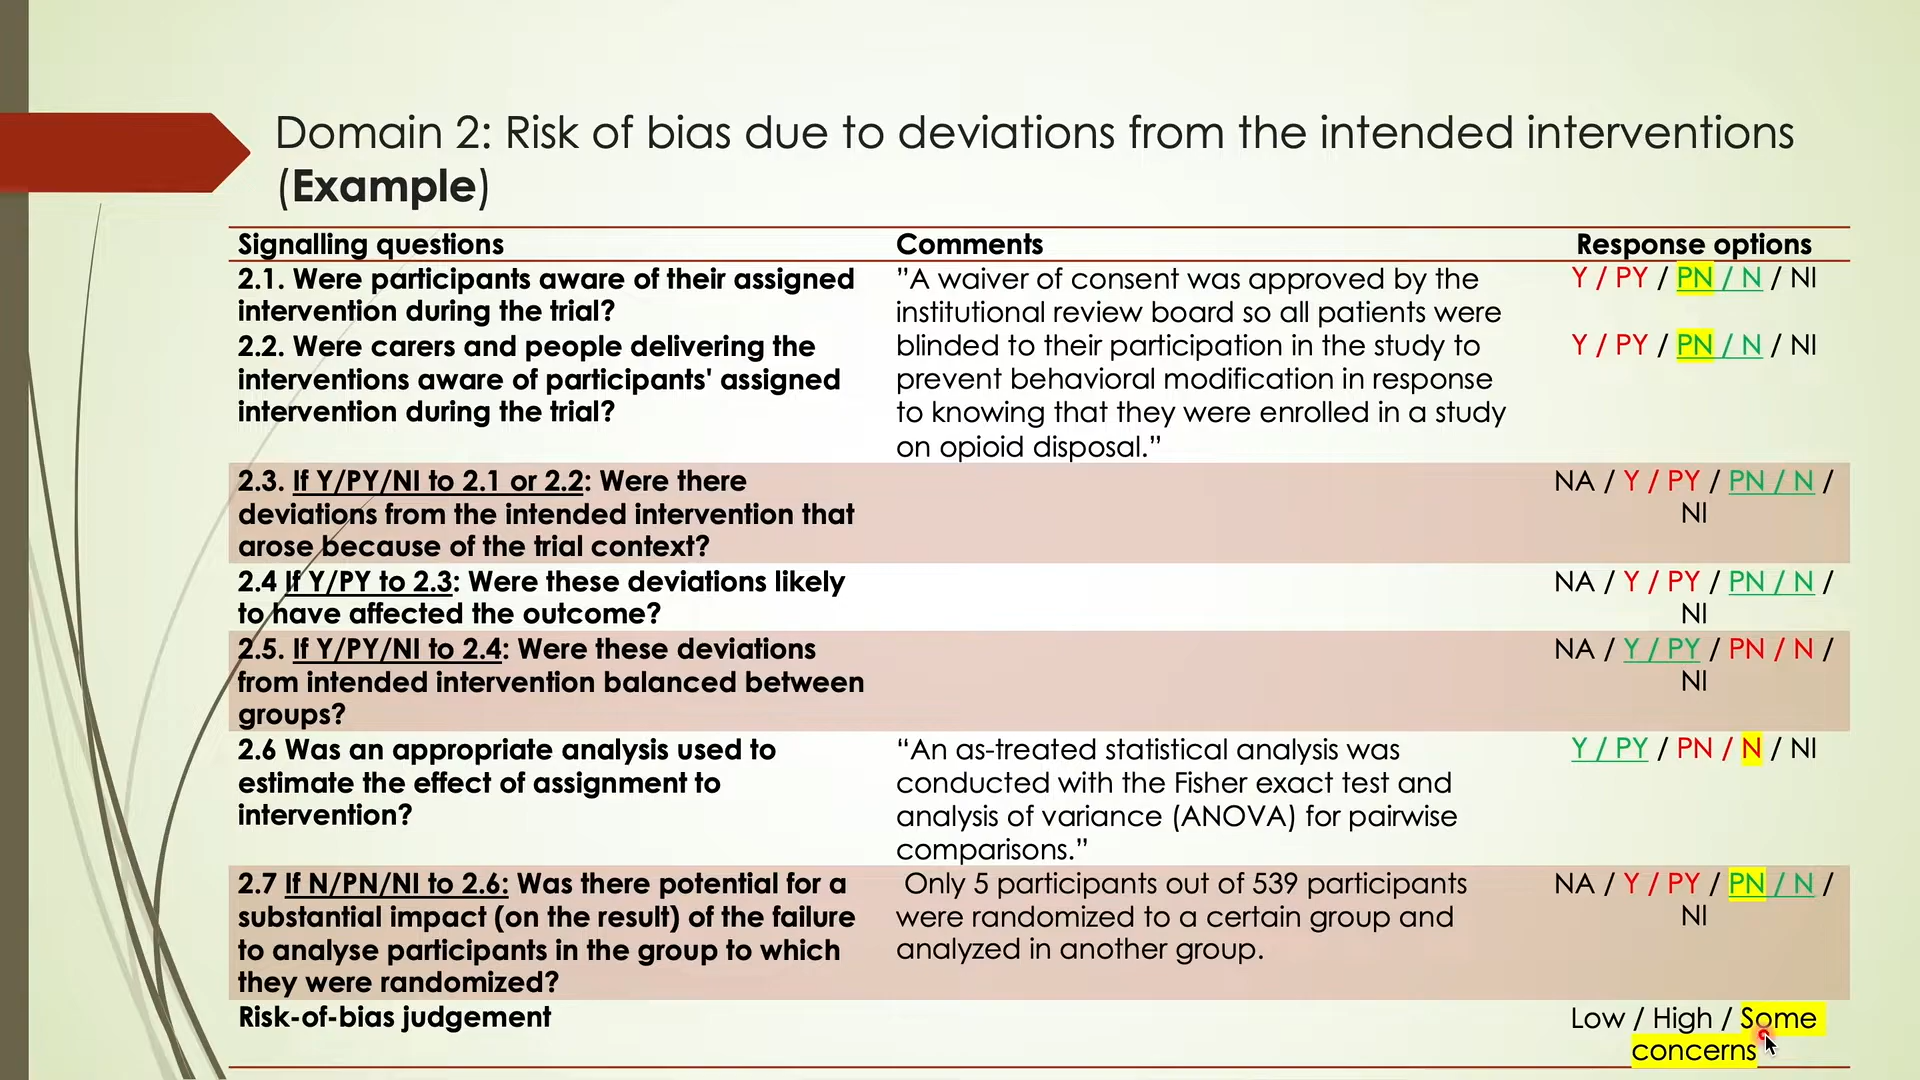 Domain 2: Risk of bias due to deviations from the intended interventions
(Example)
Signalling questions
Comments
Response options
2.1. Were participants aware of their assigned
intervention during the trial?
2.2. Were carers and people delivering the
interventions aware of participants' assigned
intervention during the trial?
”A waiver of consent was approved by the
institutional review board so all patients were
blinded to their participation in the study to
prevent behavioral modification in response
to knowing that they were enrolled in a study
on opioid disposal.”
Y / PY / PN / N / NI
Y / PY / PN / N / NI
2.3. If Y/PY/NI to 2.1 or 2.2: Were there
deviations from the intended intervention that
arose because of the trial context?
NA / Y / PY / PN / N /
NI
2.4 If Y/PY to 2.3: Were these deviations likely
to have affected the outcome?
NA / Y / PY / PN / N /
NI
2.5. If Y/PY/NI to 2.4: Were these deviations
from intended intervention balanced between
groups?
NA / Y / PY / PN / N /
NI
2.6 Was an appropriate analysis used to
estimate the effect of assignment to
intervention?
“An as-treated statistical analysis was
conducted with the Fisher exact test and
analysis of variance (ANOVA) for pairwise
comparisons.”
Y / PY / PN / N / NI
2.7 If N/PN/NI to 2.6: Was there potential for a
substantial impact (on the result) of the failure
to analyse participants in the group to which
they were randomized?
Only 5 participants out of 539 participants
were randomized to a certain group and
analyzed in another group.
NA / Y / PY / PN / N /
NI
Risk-of-bias judgement
Low / High / Some
concerns